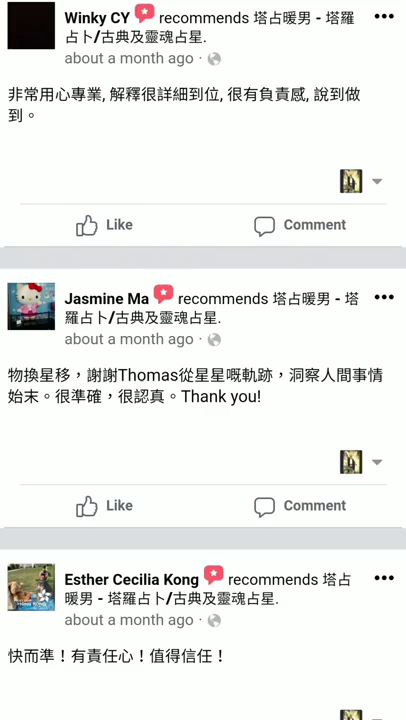 Winky CY recommends 塔占暖男 - 塔羅
占卜/古典及靈魂占星.
about a month ago ·
非常用心專業, 解釋很詳細到位, 很有負責感, 說到做
到。
Like Comment
Jasmine Ma recommends 塔占暖男 - 塔
羅占卜/古典及靈魂占星.
about a month ago ·
物換星移，謝謝Thomas從星星嘅軌跡，洞察人間事情
始末。很準確，很認真。Thank you!
Like Comment
Esther Cecilia Kong recommends 塔占
暖男 - 塔羅占卜/古典及靈魂占星.
about a month ago ·
快而準！有責任心！值得信任！